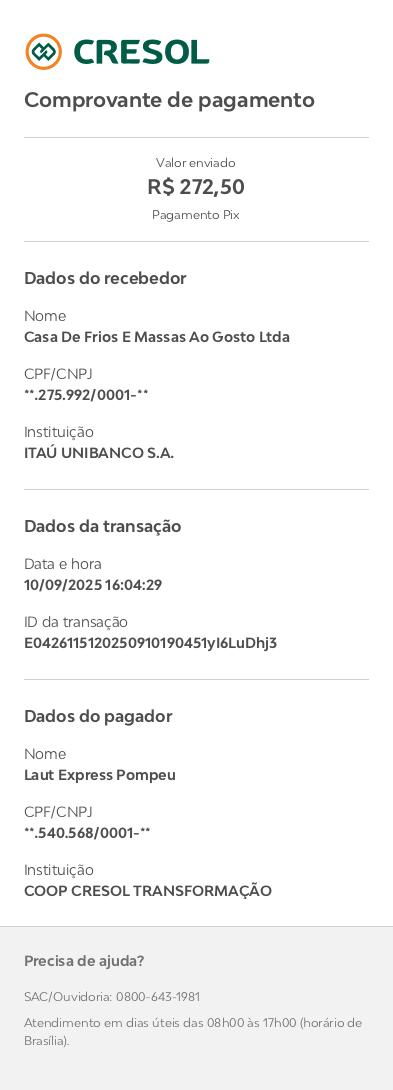 CRESOL
Comprovante de pagamento
Valor enviado
R$ 272,50
Pagamento Pix
Dados do recebedor
Nome
Casa De Frios E Massas Ao Gosto Ltda
CPF/CNPJ
**.275.992/0001-**
Instituição
ITAÚ UNIBANCO S.A.
Dados da transação
Data e hora
10/09/2025 16:04:29
ID da transação
E0426115120250910190451yI6LuDhj3
Dados do pagador
Nome
Laut Express Pompeu
CPF/CNPJ
**.540.568/0001-**
Instituição
COOP CRESOL TRANSFORMAÇÃO
Precisa de ajuda?
SAC/Ouvidoria: 0800-643-1981
Atendimento em dias úteis das 08h00 às 17h00 (horário de
Brasília).